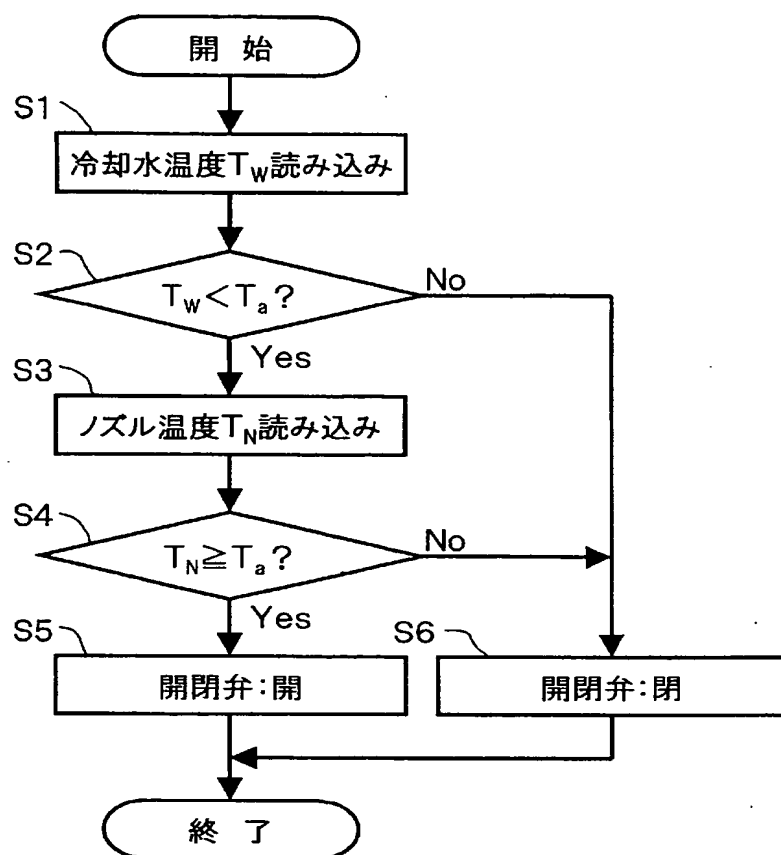 開 始
S1
冷却水温度TW読み込み
S2
TW<Ta?
No
Yes
S3
ノズル温度TN読み込み
S4
TN≧Ta?
No
Yes
S5
開閉弁:開
S6
開閉弁:閉
終 了